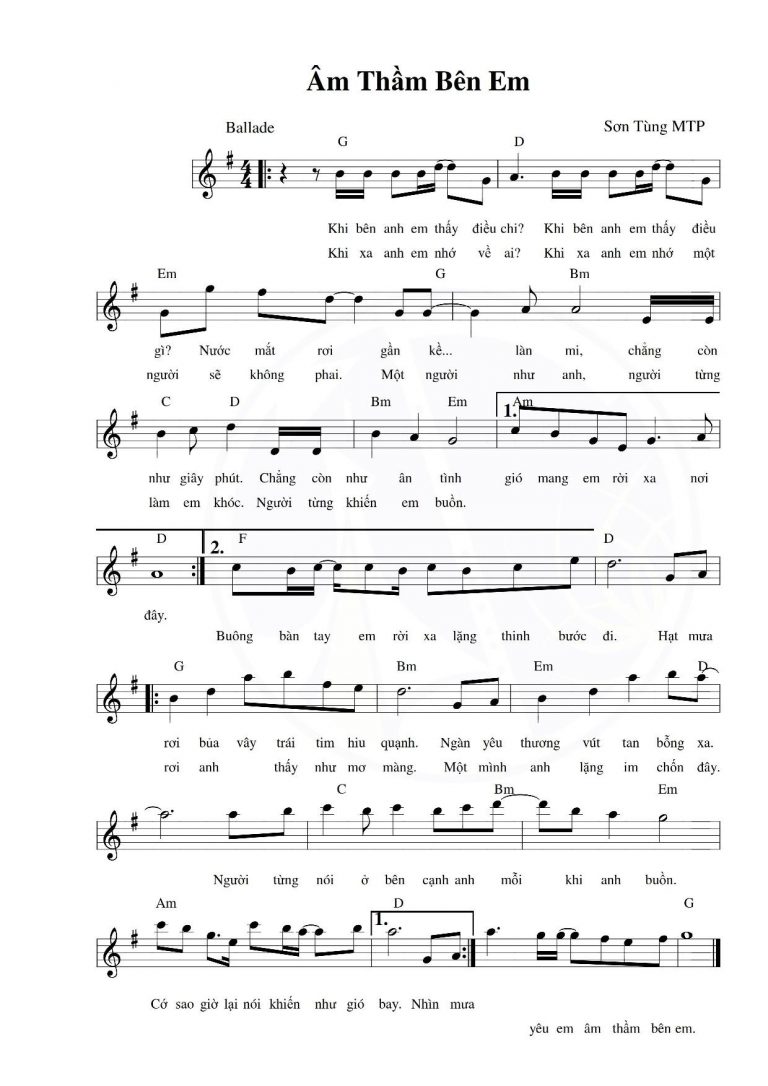 Âm Thầm Bên Em
Ballade
Sơn Tùng MTP
G D
Khi bên anh em thấy điều chi? Khi bên anh em thấy điều
Khi xa anh em nhớ về ai? Khi xa anh em nhớ một
Em G Bm
gì? Nước mắt rơi gần kề... làn mi, chẳng còn
người sẽ không phai. Một người như anh, người từng
C D Bm Em Am
1.
như giây phút. Chẳng còn như ân tình gió mang em rời xa nơi
làm em khóc. Người từng khiến em buồn.
D F D
2.
đây.
Buông bàn tay em rời xa lặng thinh bước đi. Hạt mưa
G Bm Em D
rơi bủa vây trái tim hiu quạnh. Ngàn yêu thương vút tan bỗng xa.
rơi anh thấy như mơ màng. Một mình anh lặng im chốn đây.
C Bm Em
Người từng nói ở bên cạnh anh mỗi khi anh buồn.
Am D G
1.
Cớ sao giờ lại nói khiến như gió bay. Nhìn mưa
yêu em âm thầm bên em.